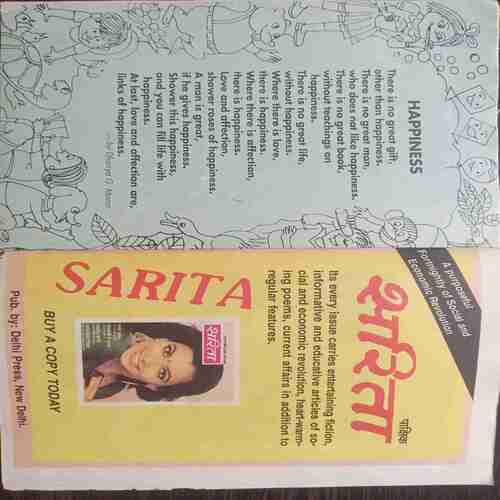 HAPPINESS
There is no great gift,
other than happiness.
There is no great man,
who does not like happiness.
There is no great book,
without teachings on
happiness.
There is no great life,
without happiness.
Where there is love,
there is happiness.
Where there is affection,
there is happiness.
Love and affection,
shower roses of happiness.
A man is great,
if he gives happiness.
Shower this happiness,
and you can fill life with
happiness.
At last, love and affection are,
links of happiness.
A purposeful
Fortnightly of Social and
Economic Revolution
सरिता
पाक्षिक
Its every issue carries entertaining fiction,
informative and educative articles of so-
cial and economic revolution, heart-warm-
ing poems, current affairs in addition to
regular features.
SARITA
सरिता
BUY A COPY TODAY
Pub. by: Delhi Press, New Delhi.